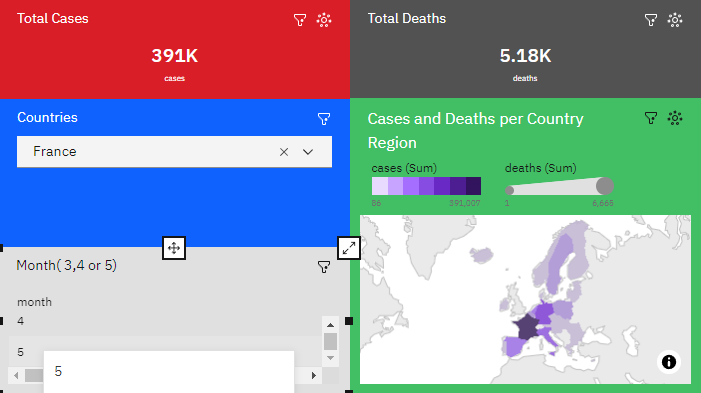 Total Cases
391K
cases
Total Deaths
5.18K
deaths
Countries
France
Cases and Deaths per Country
Region
cases (Sum)
86
391,007
deaths (Sum)
1
6,668
Month( 3,4 or 5)
month
4
5
5